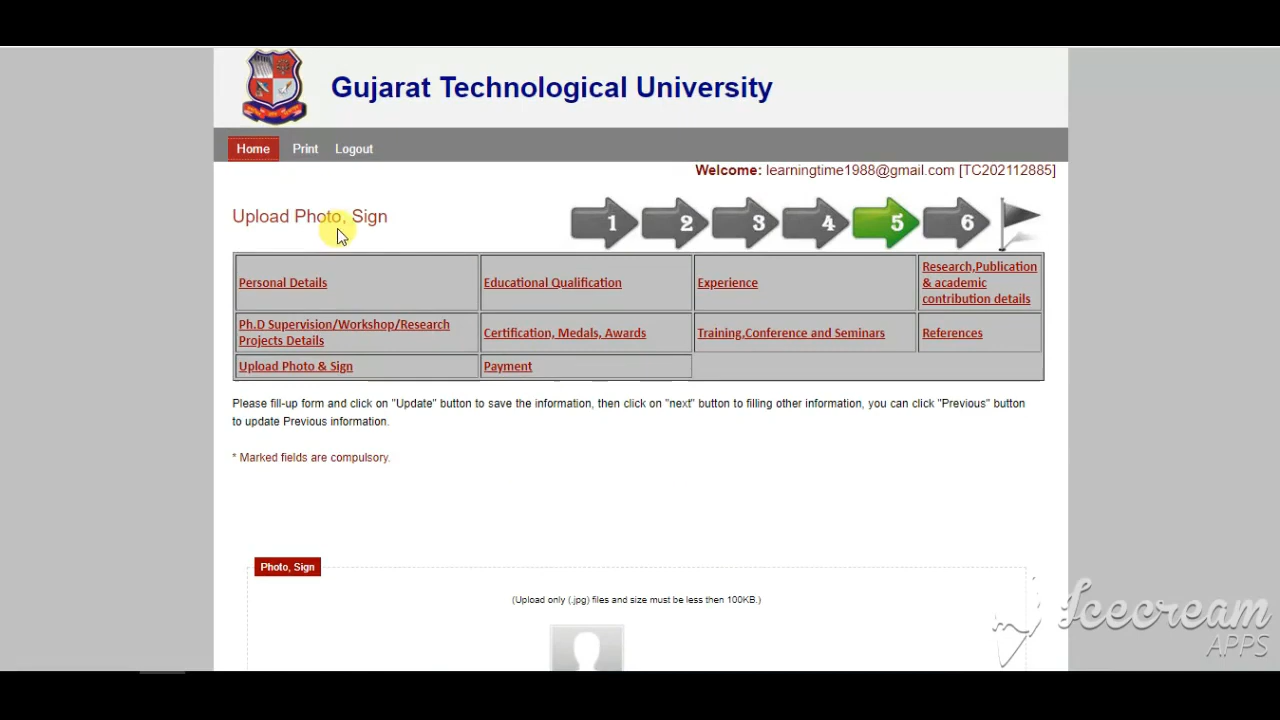 Gujarat Technological University
Home Print Logout
Welcome: learningtime1988@gmail.com [TC202112885]
Upload Photo, Sign
1 2 3 4 5 6
Personal Details Educational Qualification Experience Research,Publication & academic contribution details
Ph.D Supervision/Workshop/Research Projects Details Certification, Medals, Awards Training,Conference and Seminars References
Upload Photo & Sign Payment
Please fill-up form and click on "Update" button to save the information, then click on "next" button to filling other information, you can click "Previous" button
to update Previous information.
* Marked fields are compulsory.
Photo, Sign
(Upload only (.jpg) files and size must be less then 100KB.)
Icecream
APPS